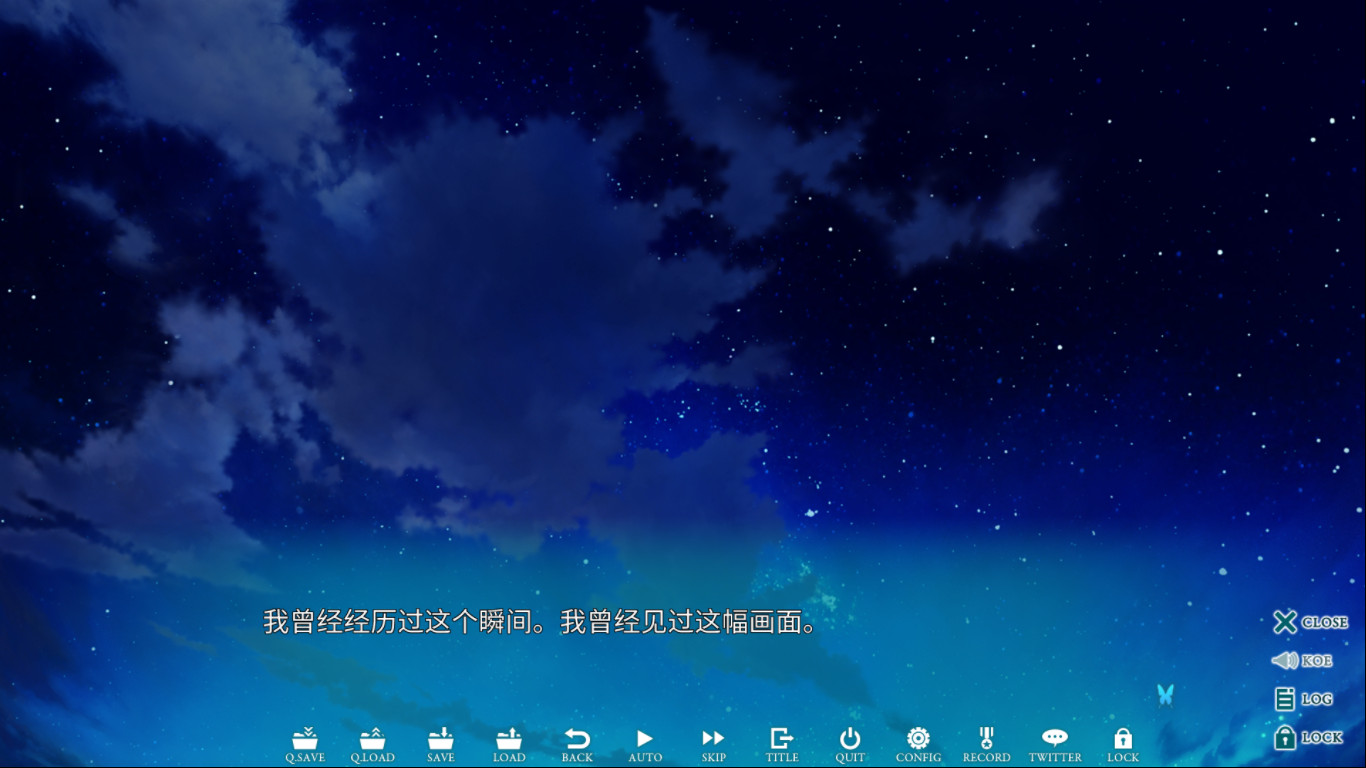 我曾经经历过这个瞬间。我曾经见过这幅画面。
CLOSE
KOE
LOG
LOCK
Q.SAVE Q.LOAD SAVE LOAD BACK AUTO SKIP TITLE QUIT CONFIG RECORD TWITTER LOCK